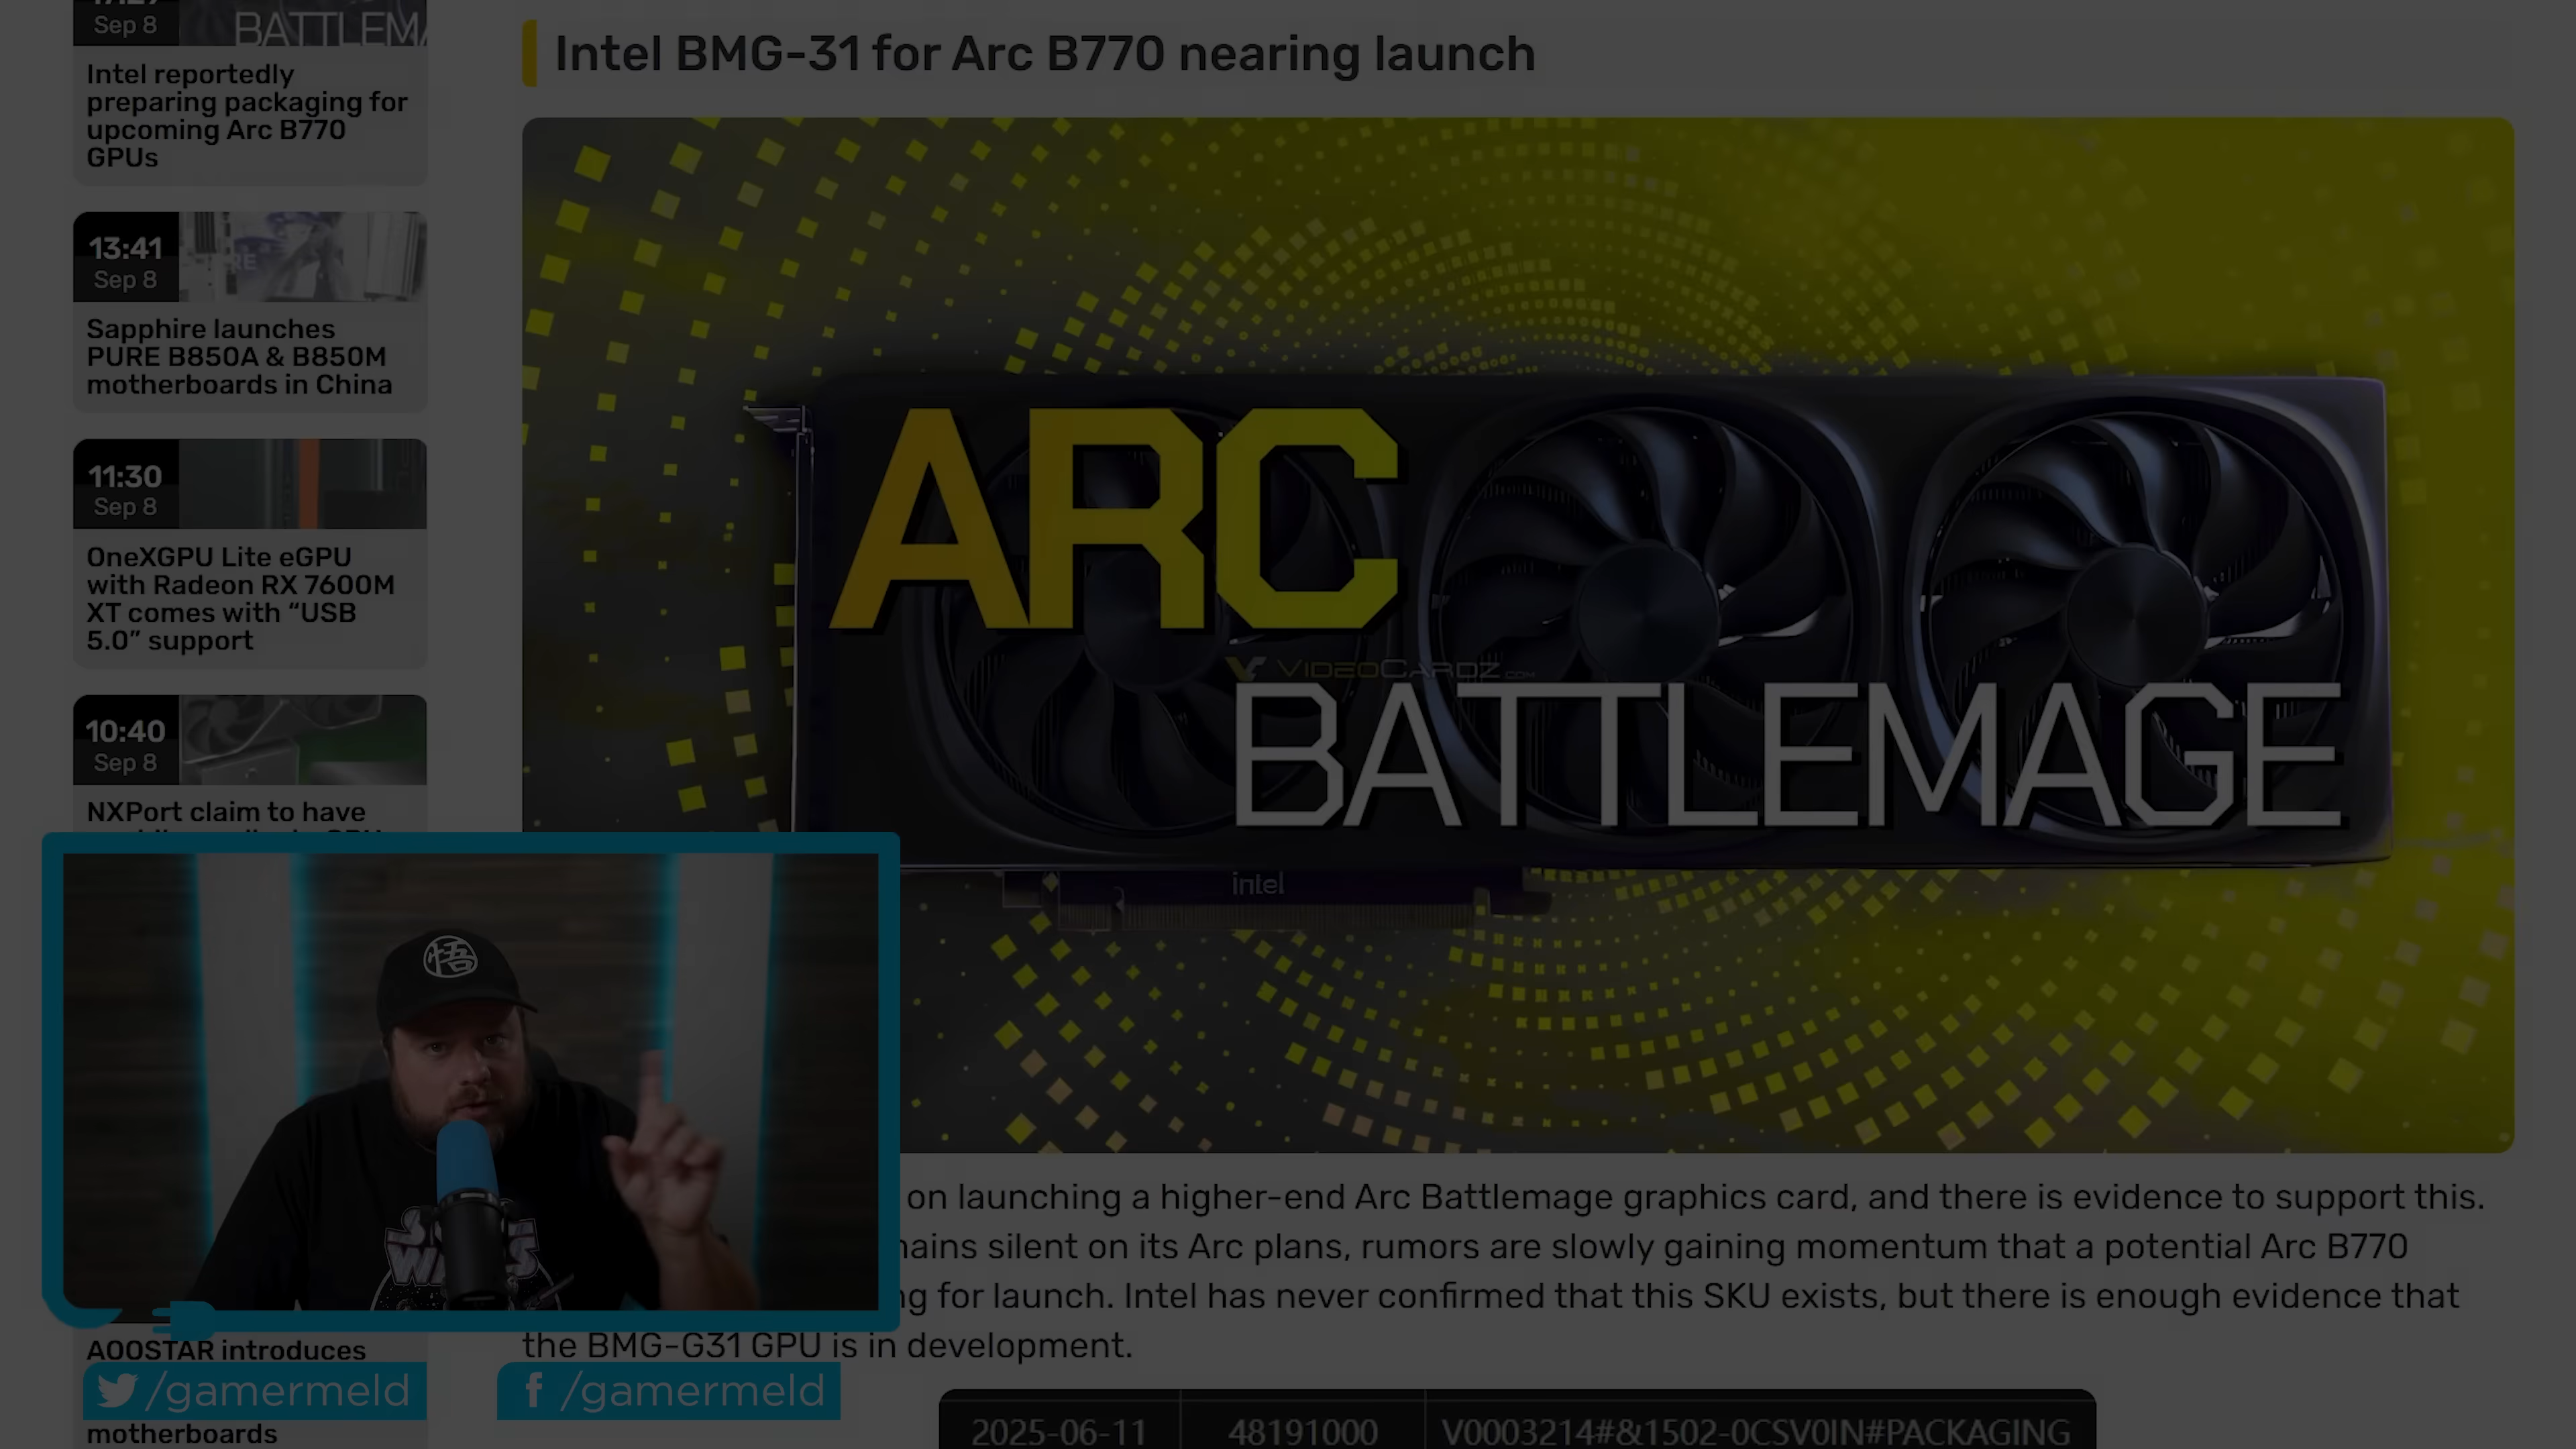 Sep 8
BATTLEMA
Intel reportedly
preparing packaging for
upcoming Arc B770
GPUs
13:41
Sep 8
Sapphire launches
PURE B850A & B850M
motherboards in China
11:30
Sep 8
OneXGPU Lite eGPU
with Radeon RX 7600M
XT comes with “USB
5.0” support
10:40
Sep 8
NXPort claim to have
AOOSTAR introduces
motherboards
Intel BMG-31 for Arc B770 nearing launch
ARC
VIDEOCARDZ.COM
BATTLEMAGE
intel
悟
WARS
on launching a higher-end Arc Battlemage graphics card, and there is evidence to support this.
silent on its Arc plans, rumors are slowly gaining momentum that a potential Arc B770
for launch. Intel has never confirmed that this SKU exists, but there is enough evidence that
the BMG-G31 GPU is in development.
/gamermeld
f /gamermeld
2025-06-11 48191000 V0003214#&1502-0CSV0IN#PACKAGING